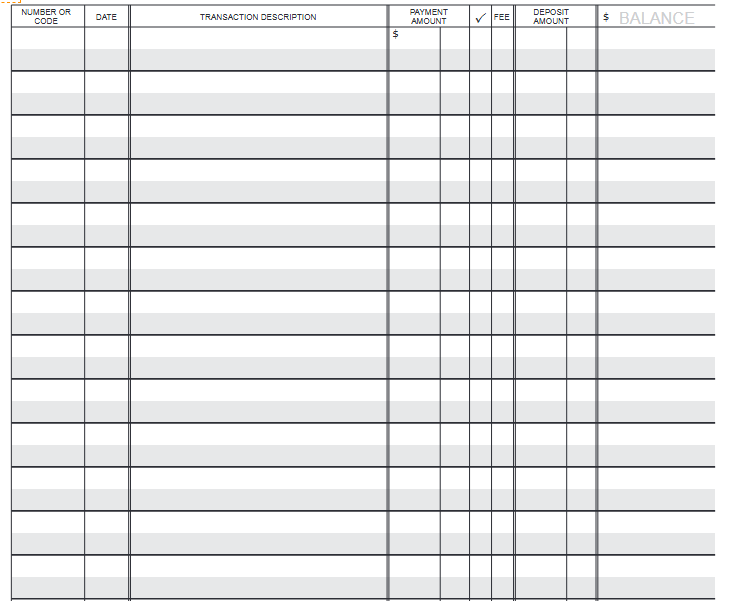 NUMBER OR CODE
DATE
TRANSACTION DESCRIPTION
PAYMENT AMOUNT
✓
FEE
DEPOSIT AMOUNT
$ BALANCE
$